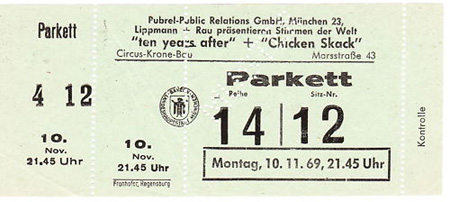 Parkett
4 12
10.
Nov.
21.45 Uhr
10.
Nov.
21.45 Uhr
Franhofer, Regensburg
Pubrel-Public Relations GmbH, München 23,
Lippmann + Rau präsentieren Stimmen der Welt
"ten years after" + "Chicken Skack"
Circus-Krone-Bau Marsstraße 43
Parkett
Reihe Sitz-Nr.
14 12
Montag, 10. 11. 69, 21.45 Uhr
Kontrolle